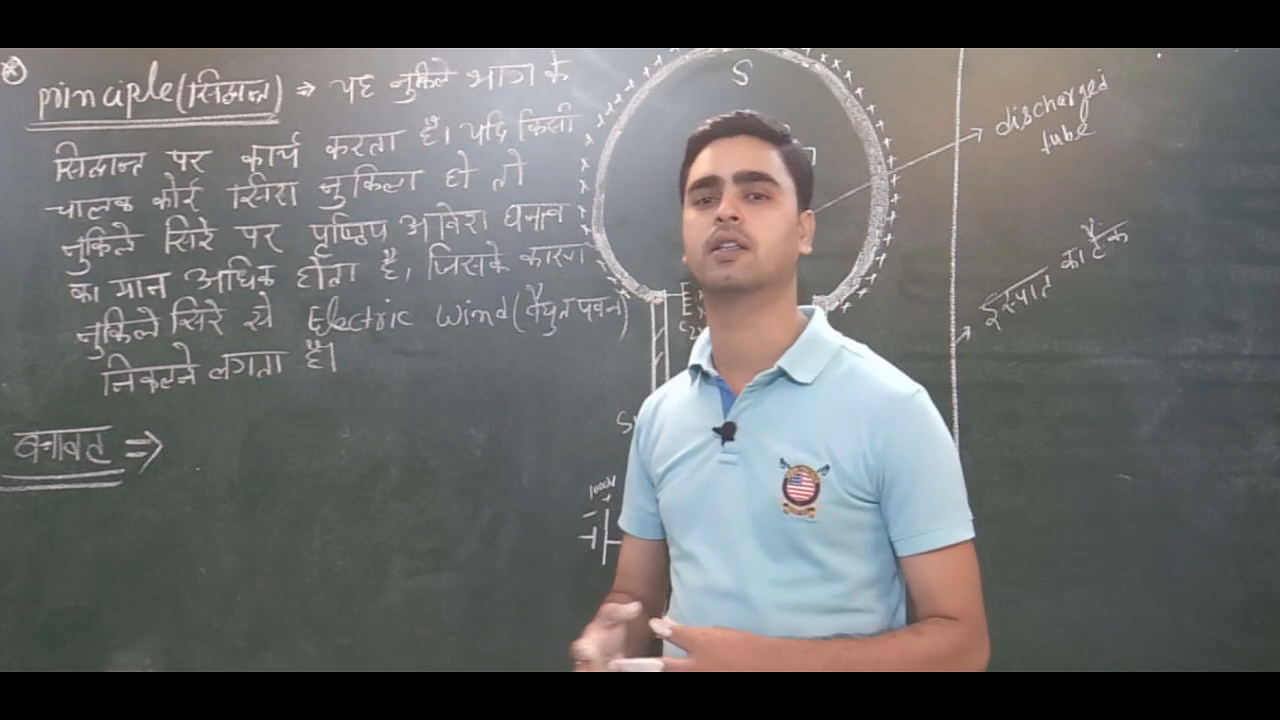 principle(सिद्धान्त) ⇒ यह नुकिले भाग के
सिद्धान्त पर कार्य करता है। यदि किसी
चालक कोई सिरा नुकिला हो तो
नुकिले सिरे पर पृष्ठिय आवेश घनत्व
का मान अधिक होता है, जिसके कारण
नुकिले सिरे से Electric wind(वैधुत पवन)
निकलने लगता है।
बनावट ⇒
S
discharged
tube
इस्पात का टैंक